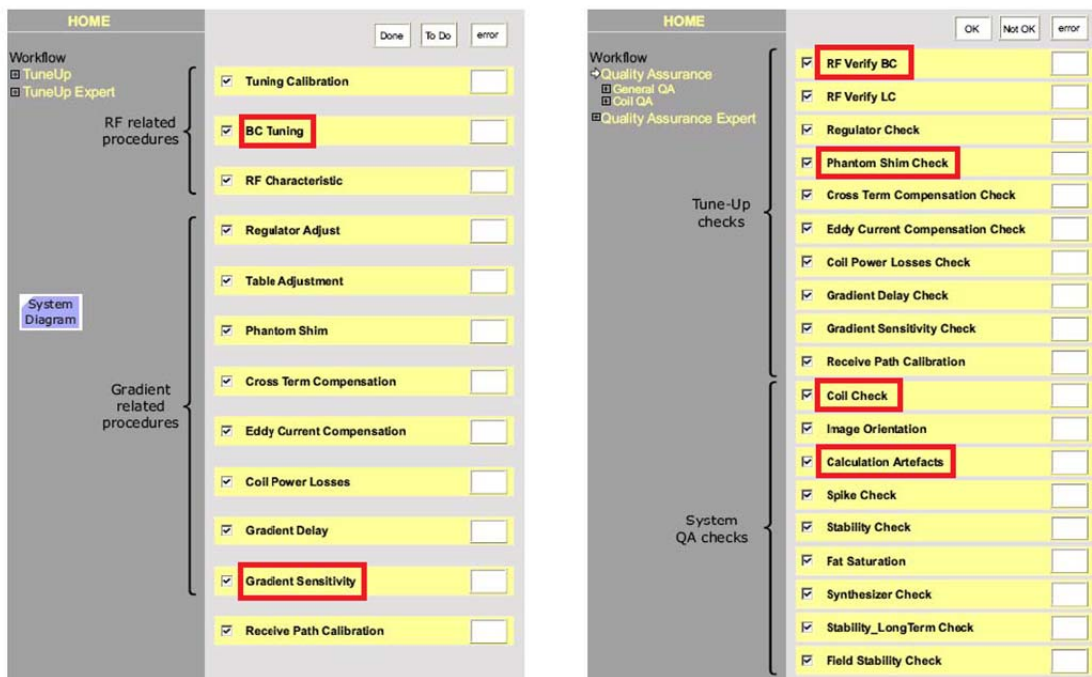 HOME
Done To Do error
Workflow
TuneUp
TuneUp Expert
RF related
procedures
Tuning Calibration
BC Tuning
RF Characteristic
Regulator Adjust
Table Adjustment
System
Diagram
Phantom Shim
Gradient
related
procedures
Cross Term Compensation
Eddy Current Compensation
Coil Power Losses
Gradient Delay
Gradient Sensitivity
Receive Path Calibration
HOME
OK Not OK error
Workflow
Quality Assurance
General QA
Coil QA
Quality Assurance Expert
Tune-Up
checks
RF Verify BC
RF Verify LC
Regulator Check
Phantom Shim Check
Cross Term Compensation Check
Eddy Current Compensation Check
Coil Power Losses Check
Gradient Delay Check
Gradient Sensitivity Check
Receive Path Calibration
System
QA checks
Coil Check
Image Orientation
Calculation Artefacts
Spike Check
Stability Check
Fat Saturation
Synthesizer Check
Stability_LongTerm Check
Field Stability Check